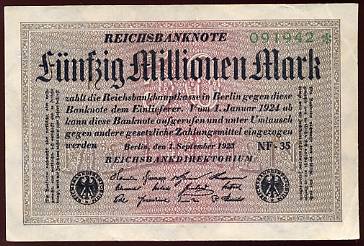 REICHSBANKNOTE
091942 *
Fünfzig Millionen Mark
zahlt die Reichsbankhauptkasse in Berlin gegen diese
Banknote dem Einlieferer. Vom 1. Januar 1924 ab
kann diese Banknote aufgerufen und unter Umtausch
gegen andere gesetzliche Zahlungsmittel eingezogen
werden
Berlin, den 1. September 1923
NF-35
REICHSBANKDIREKTORIUM